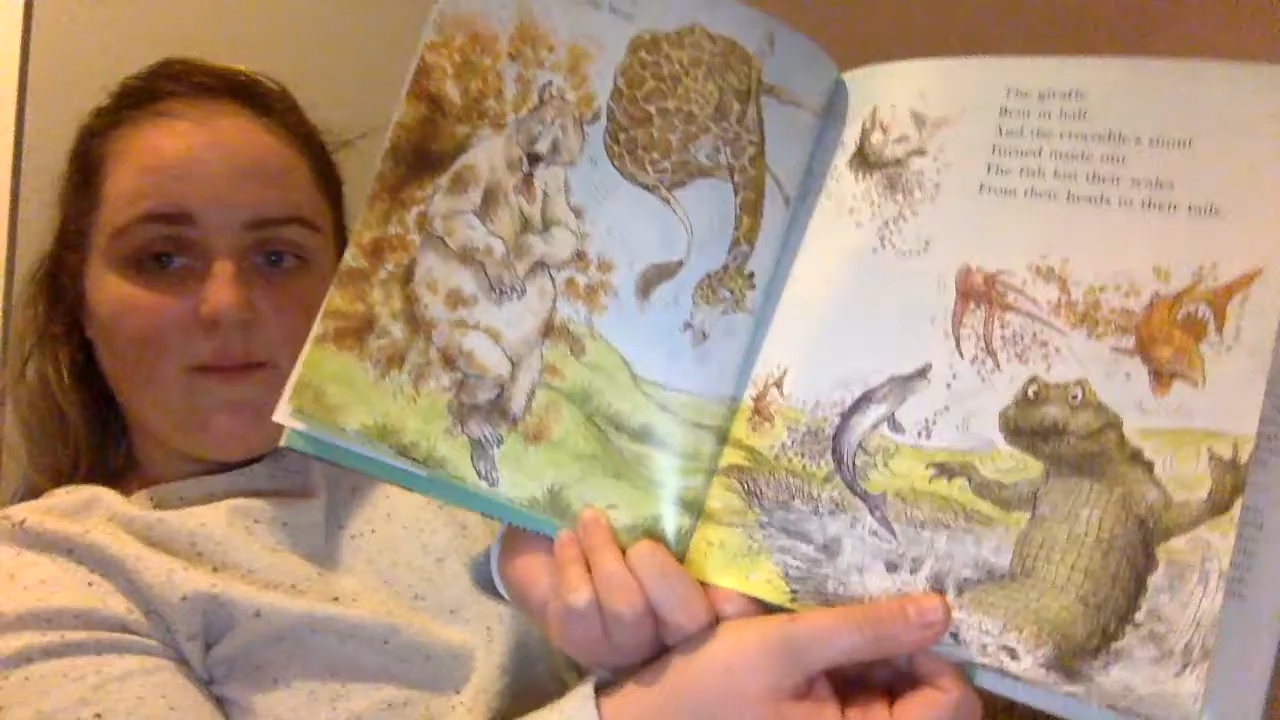 The giraffe
Bent in half
And the crocodile's snout
Turned inside out
The fish lost their scales
From their heads to their tails